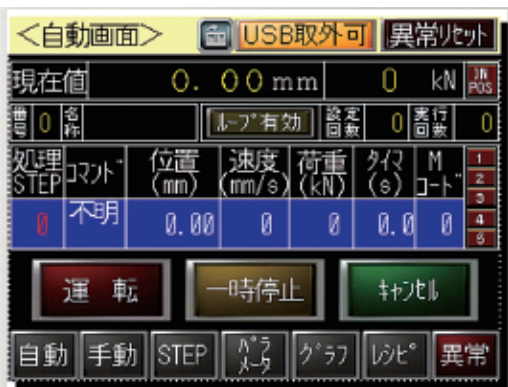 <自動画面> USB取外可 異常リセット
現在値 0.00mm 0 kN IN POS
番号 0 名称 ループ有効 設定回数 0 実行回数 0
処理STEP コマンド 位置(mm) 速度(mm/s) 荷重(kN) タイマ(s) Mコード 1 2 3 4 5
0 不明 0.00 0 0 0.0 0
運転 一時停止 キャンセル
自動 手動 STEP パラメータ グラフ レシピ 異常